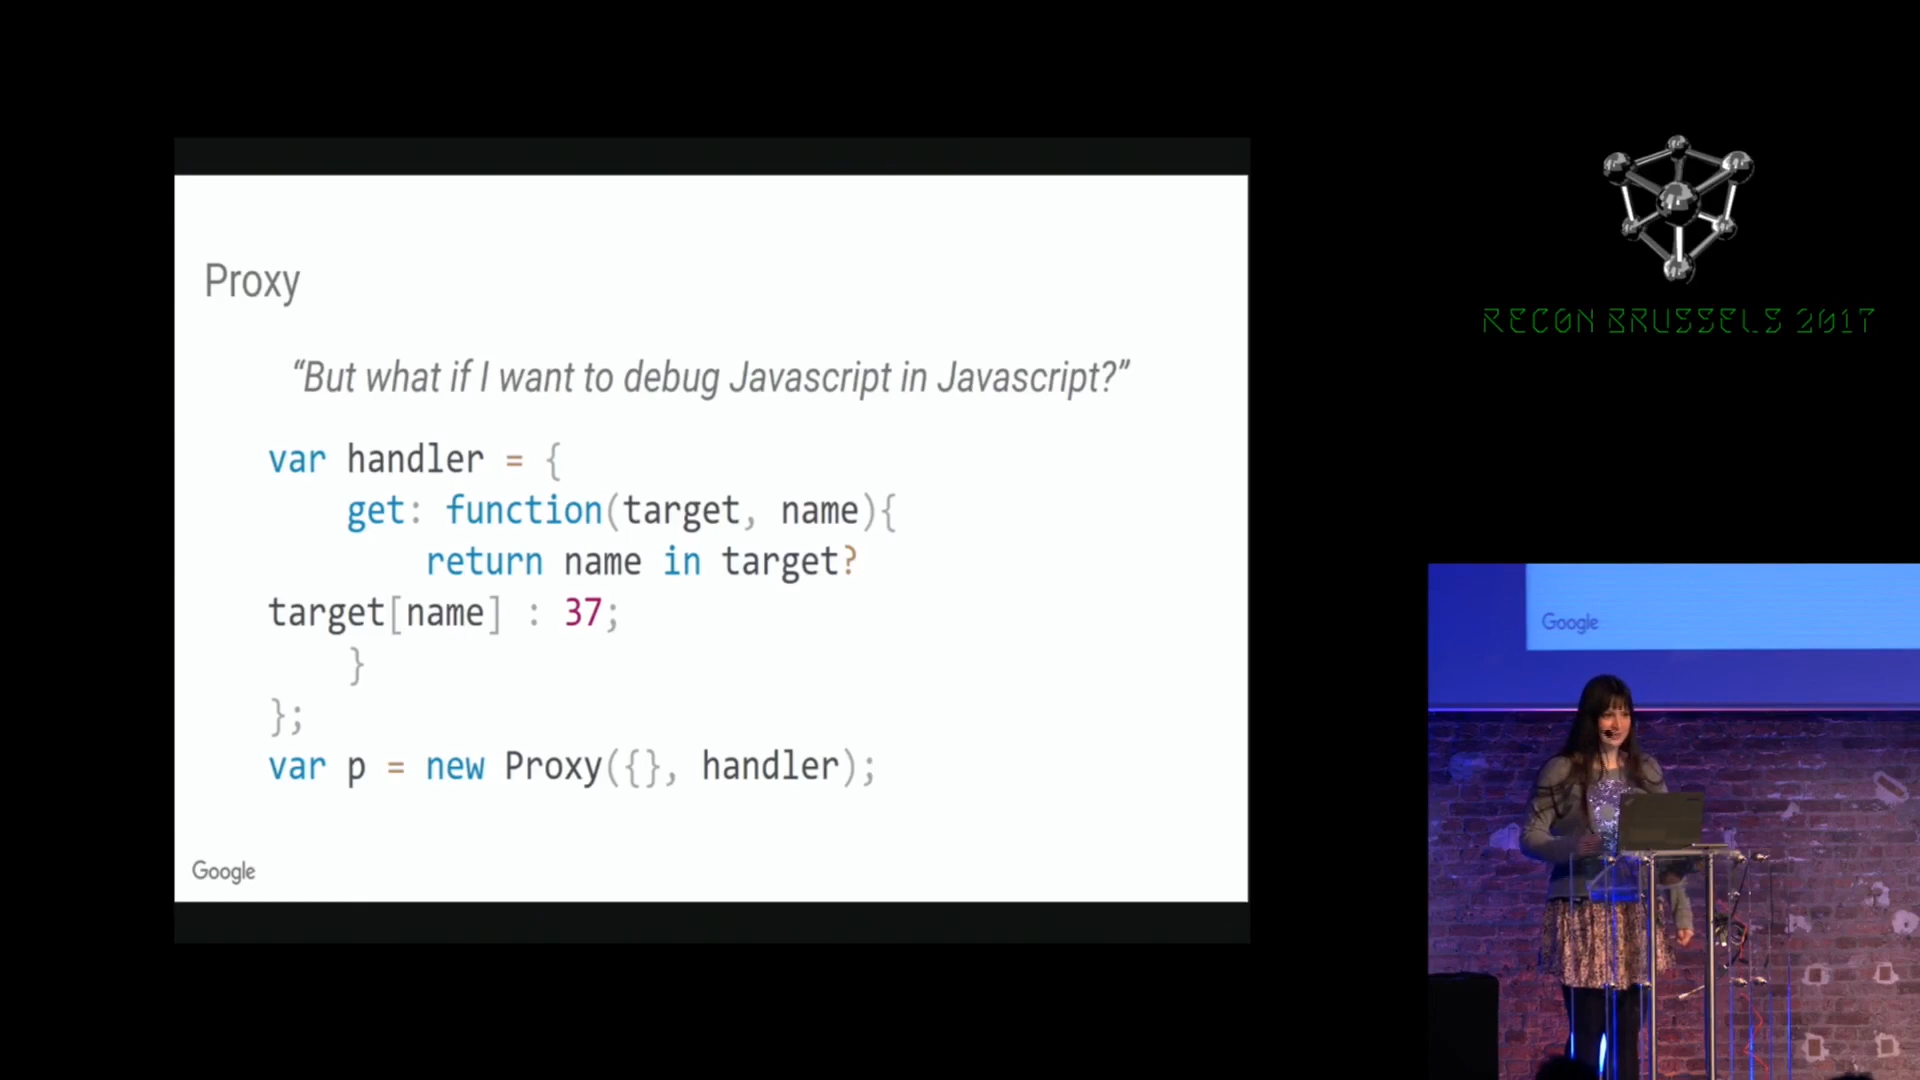 Proxy
“But what if I want to debug Javascript in Javascript?”
var handler = {
get: function(target, name){
return name in target?
target[name] : 37;
}
};
var p = new Proxy({}, handler);
Google
RECON BRUSSELS 2017
Google